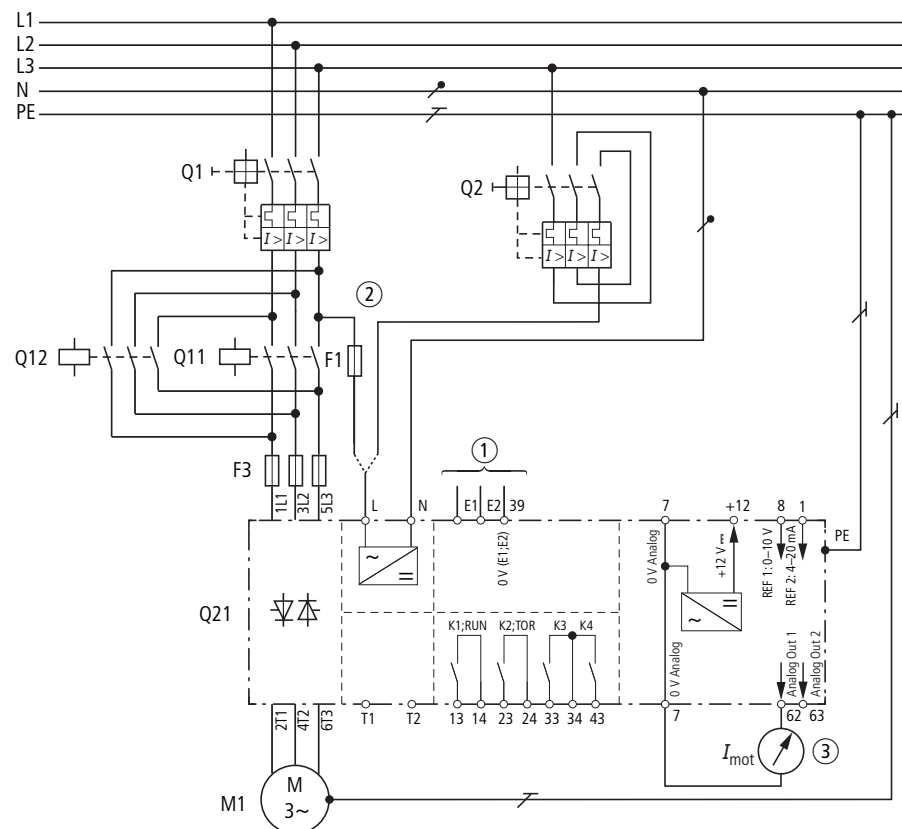 L1
L2
L3
N
PE
Q1
Q2
I> I> I>
I> I> I>
2
Q12
Q11
F1
1
F3
1L1
3L2
5L3
L
N
E1
E2
39
7
+12
8
1
PE
0 V (E1;E2)
0 V Analog
+12 V
REF 1: 0–10 V
REF 2: 4–20 mA
~
=
Q21
~
=
K1;RUN
K2;TOR
K3
K4
0 V Analog
Analog Out 1
Analog Out 2
2T1
4T2
6T3
T1
T2
13
14
23
24
33
34
43
7
62
63
Imot
3
M1
M
3~